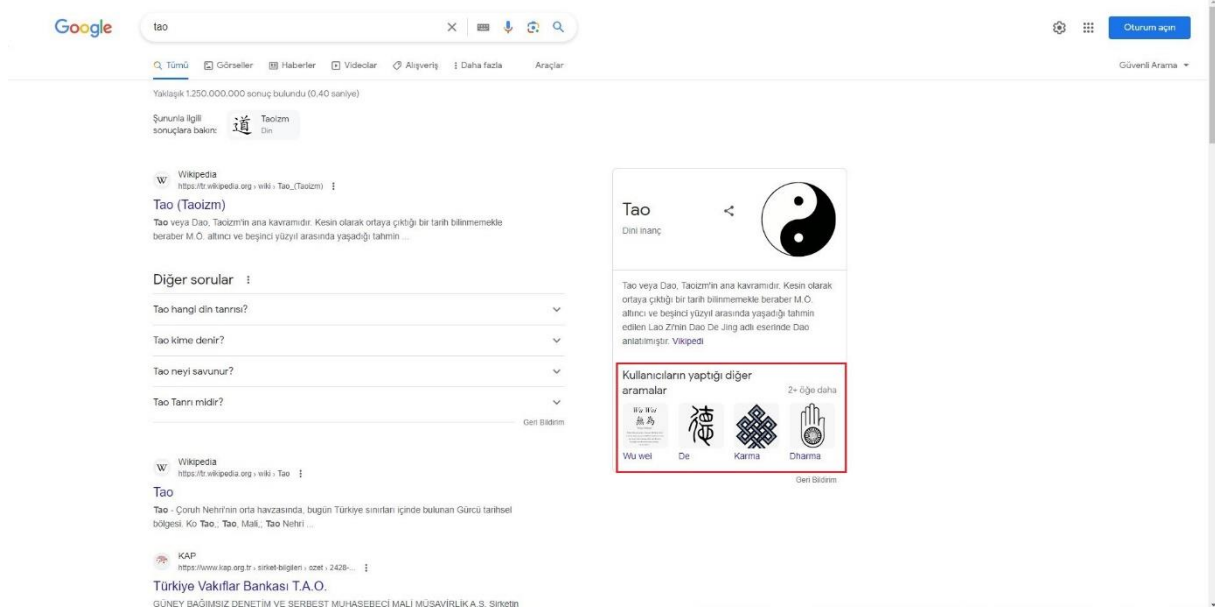 Google
tao
Oturum açın
Tümü Görseller Haberler Videolar Alışveriş Daha fazla Araçlar
Güvenli Arama
Yaklaşık 1.250.000.000 sonuç bulundu (0,40 saniye)
Şununla ilgili
sonuçlara bakın:
道
Taoizm
Din
W
Wikipedia
https://tr.wikipedia.org › wiki › Tao_(Taoizm)
Tao (Taoizm)
Tao veya Dao, Taoizm'in ana kavramıdır. Kesin olarak ortaya çıktığı bir tarih bilinmemekle
beraber M.Ö. altıncı ve beşinci yüzyıl arasında yaşadığı tahmin ...
Diğer sorular
Tao hangi din tanrısı?
Tao kime denir?
Tao neyi savunur?
Tao Tanrı mıdır?
Geri Bildirim
W
Wikipedia
https://tr.wikipedia.org › wiki › Tao
Tao
Tao - Çoruh Nehri'nin orta havzasında, bugün Türkiye sınırları içinde bulunan Gürcü tarihsel
bölgesi. Ko Tao,; Tao, Mali,; Tao Nehri ...
KAP
https://www.kap.org.tr › sirket-bilgileri › ozet › 2428-...
Türkiye Vakıflar Bankası T.A.O.
GÜNEY BAĞIMSIZ DENETİM VE SERBEST MUHASEBECİ MALİ MÜŞAVİRLİK A.Ş. Şirketin
Tao
Dini inanç
Tao veya Dao, Taoizm'in ana kavramıdır. Kesin olarak
ortaya çıktığı bir tarih bilinmemekle beraber M.Ö.
altıncı ve beşinci yüzyıl arasında yaşadığı tahmin
edilen Lao Zi'nin Dao De Jing adlı eserinde Dao
anlatılmıştır. Vikipedi
Kullanıcıların yaptığı diğer
aramalar
2+ öğe daha
Wu Wei
無為
德
Wu wei De Karma Dharma
Geri Bildirim